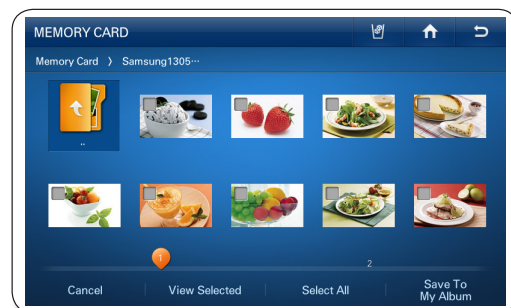 MEMORY CARD
Memory Card 〉 Samsung1305···
..
1
2
Cancel
View Selected
Select All
Save To
My Album